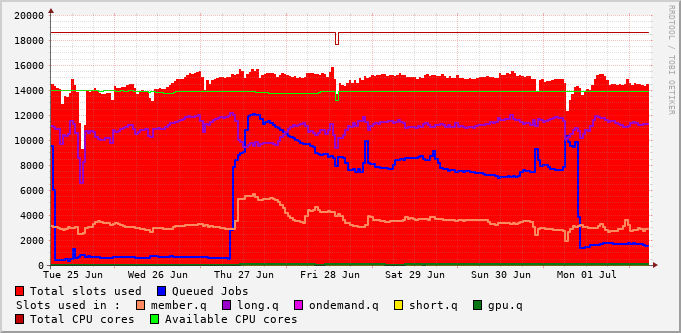 20000
18000
16000
14000
12000
10000
8000
6000
4000
2000
0
Tue 25 Jun Wed 26 Jun Thu 27 Jun Fri 28 Jun Sat 29 Jun Sun 30 Jun Mon 01 Jul
RRDTOOL / TOBI OETIKER
Total slots used Queued Jobs
Slots used in : member.q long.q ondemand.q short.q gpu.q
Total CPU cores Available CPU cores